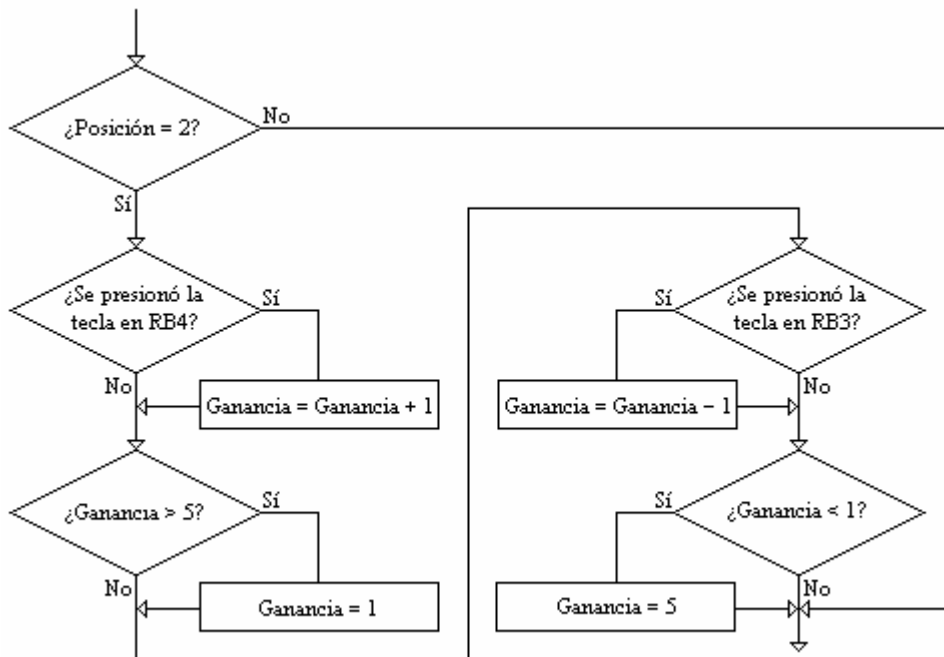 ¿Posición = 2?
No
Sí
¿Se presionó la
tecla en RB4?
Sí
No
Ganancia = Ganancia + 1
¿Ganancia > 5?
Sí
No
Ganancia = 1
¿Se presionó la
tecla en RB3?
Sí
No
Ganancia = Ganancia – 1
¿Ganancia < 1?
Sí
No
Ganancia = 5